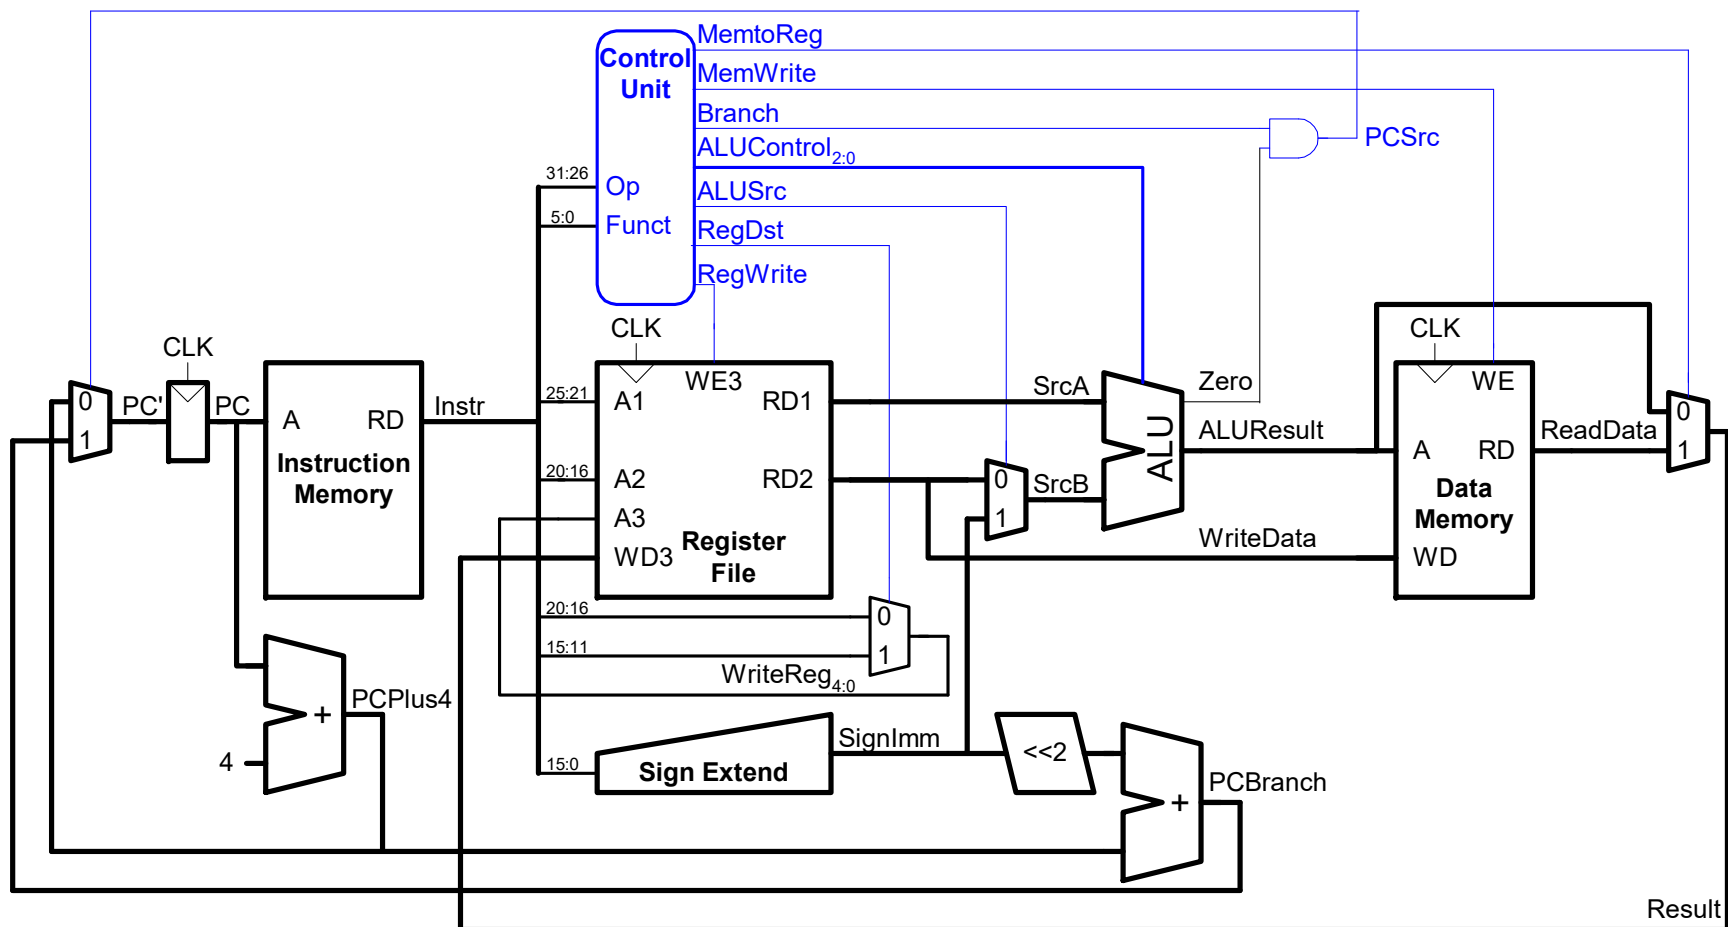 MemtoReg
Control
Unit
MemWrite
Branch
PCSrc
ALUControl2:0
31:26
Op
ALUSrc
5:0
Funct
RegDst
RegWrite
CLK
CLK
CLK
WE3
Zero
WE
0
1
PC'
PC
A
RD
Instr
25:21
A1
RD1
SrcA
ALU
ALUResult
A
RD
ReadData
0
1
Instruction
Memory
20:16
A2
RD2
0
1
SrcB
Data
Memory
A3
Register
File
WD3
WriteData
WD
20:16
0
15:11
1
WriteReg4:0
PCPlus4
+
4
SignImm
<<2
15:0
Sign Extend
PCBranch
+
Result